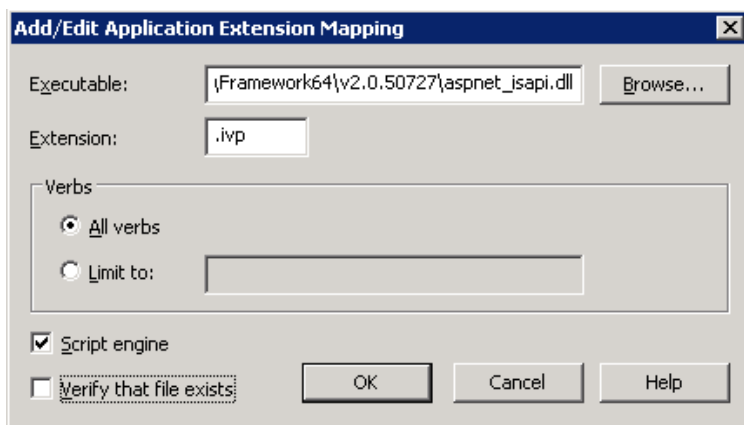 Add/Edit Application Extension Mapping
Executable: \Framework64\v2.0.50727\aspnet_isapi.dll Browse...
Extension: .ivp
Verbs
All verbs
Limit to:
Script engine
Verify that file exists OK Cancel Help